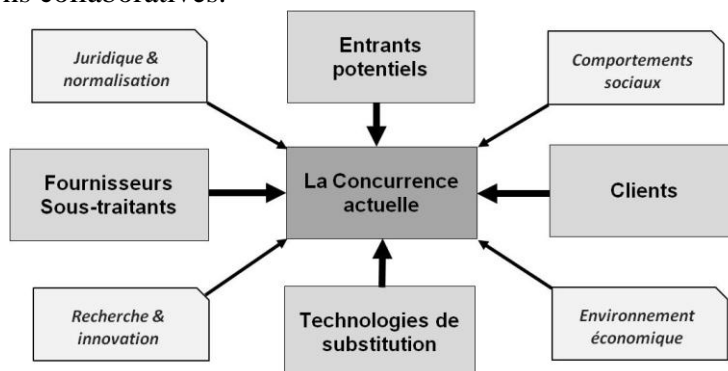 collaboratives.
Juridique &
normalisation
Entrants
potentiels
Comportements
sociaux
Fournisseurs
Sous-traitants
La Concurrence
actuelle
Clients
Recherche &
innovation
Technologies de
substitution
Environnement
économique